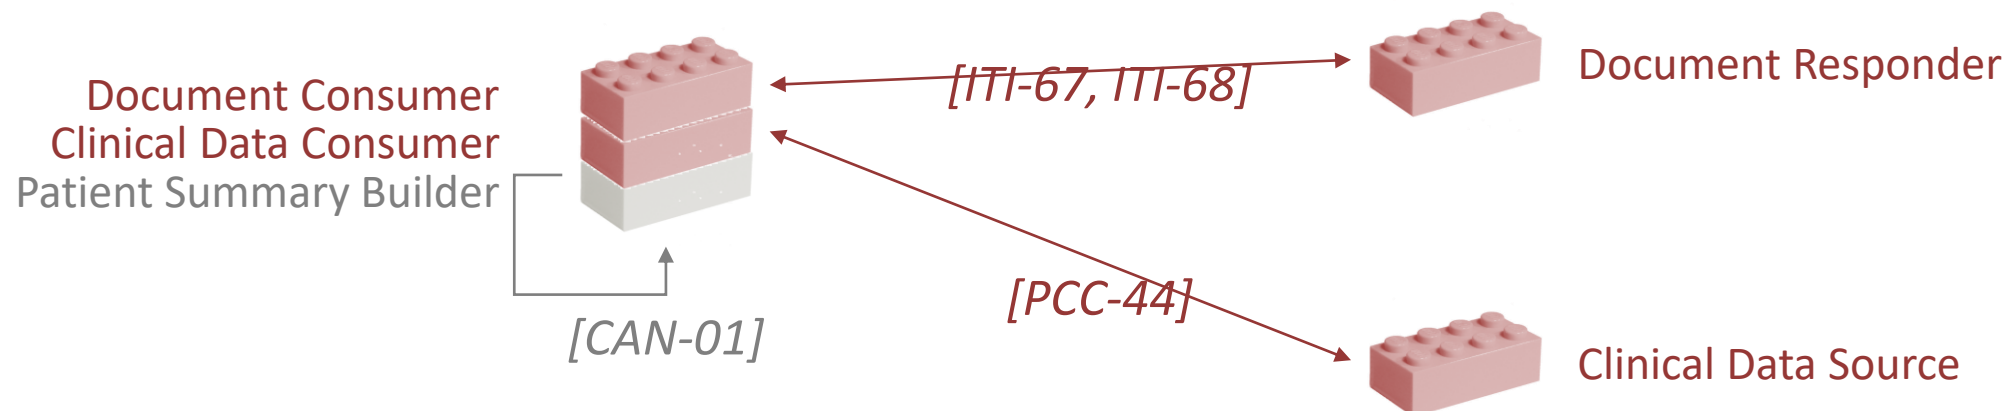 Document Consumer
Clinical Data Consumer
Patient Summary Builder
[CAN-01]
[ITI-67, ITI-68]
[PCC-44]
Document Responder
Clinical Data Source